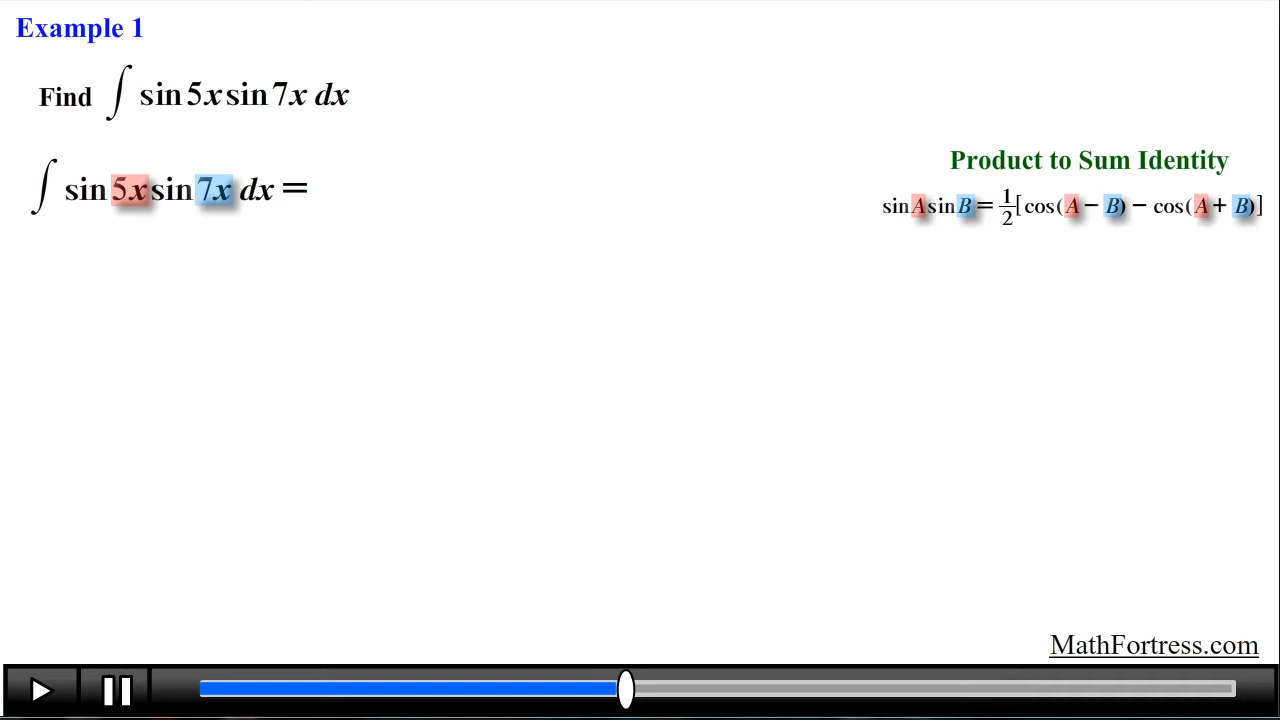 Example 1
Find ∫ sin 5x sin 7x dx
∫ sin 5x sin 7x dx =
Product to Sum Identity
sin A sin B = 1/2 [cos(A − B) − cos(A + B)]
MathFortress.com